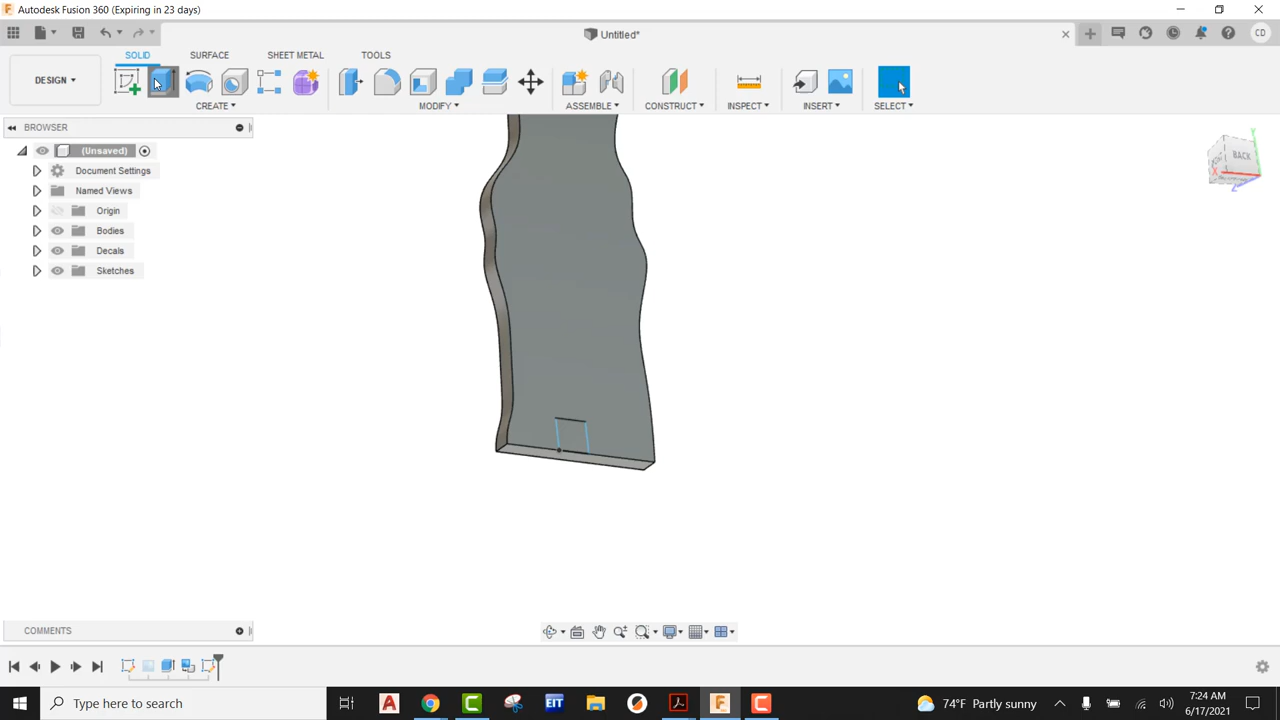 Autodesk Fusion 360 (Expiring in 23 days)
Untitled*
CD
SOLID SURFACE SHEET METAL TOOLS
DESIGN
CREATE MODIFY ASSEMBLE CONSTRUCT INSPECT INSERT SELECT
BROWSER
(Unsaved)
Document Settings
Named Views
Origin
Bodies
Decals
Sketches
Y
BACK
X
Z
COMMENTS
Type here to search
A
EIT
F
C
74°F Partly sunny
7:24 AM
6/17/2021